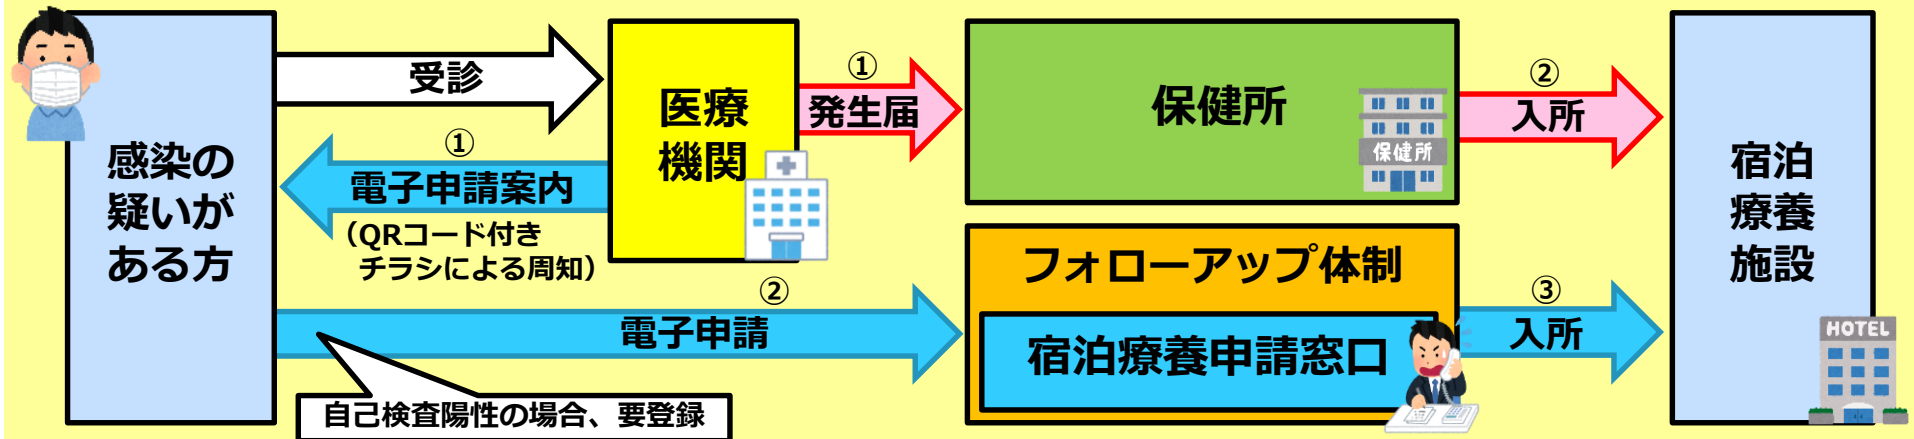 感染の
疑いが
ある方
受診
①
電子申請案内
（QRコード付き
チラシによる周知）
②
電子申請
自己検査陽性の場合、要登録
医療
機関
①
発生届
保健所
保健所
②
入所
フォローアップ体制
宿泊療養申請窓口
③
入所
宿泊
療養
施設
HOTEL